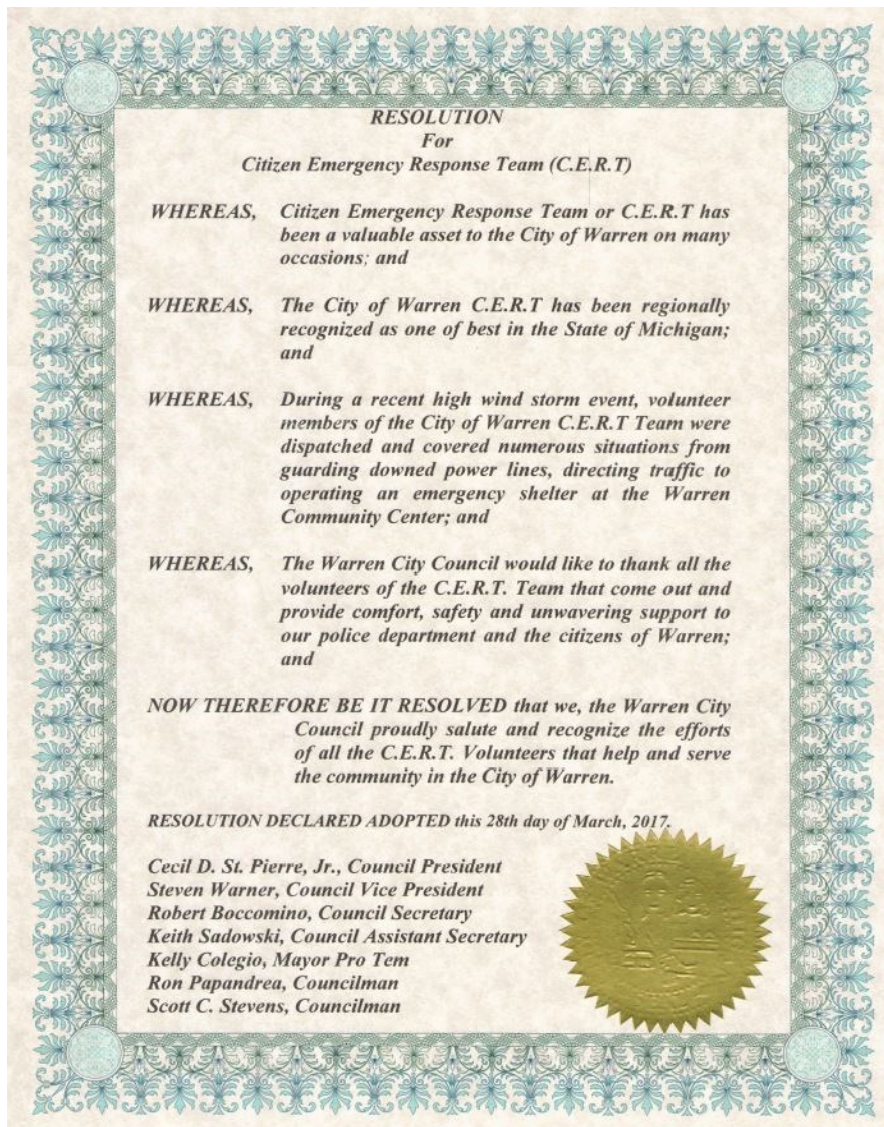 RESOLUTION
For
Citizen Emergency Response Team (C.E.R.T)
WHEREAS, Citizen Emergency Response Team or C.E.R.T has
been a valuable asset to the City of Warren on many
occasions; and
WHEREAS, The City of Warren C.E.R.T has been regionally
recognized as one of best in the State of Michigan;
and
WHEREAS, During a recent high wind storm event, volunteer
members of the City of Warren C.E.R.T Team were
dispatched and covered numerous situations from
guarding downed power lines, directing traffic to
operating an emergency shelter at the Warren
Community Center; and
WHEREAS, The Warren City Council would like to thank all the
volunteers of the C.E.R.T. Team that come out and
provide comfort, safety and unwavering support to
our police department and the citizens of Warren;
and
NOW THEREFORE BE IT RESOLVED that we, the Warren City
Council proudly salute and recognize the efforts
of all the C.E.R.T. Volunteers that help and serve
the community in the City of Warren.
RESOLUTION DECLARED ADOPTED this 28th day of March, 2017.
Cecil D. St. Pierre, Jr., Council President
Steven Warner, Council Vice President
Robert Boccomino, Council Secretary
Keith Sadowski, Council Assistant Secretary
Kelly Colegio, Mayor Pro Tem
Ron Papandrea, Councilman
Scott C. Stevens, Councilman